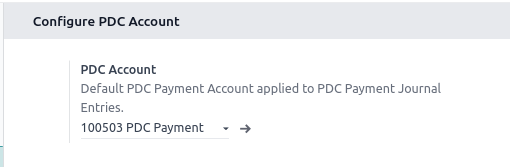 Configure PDC Account
PDC Account
Default PDC Payment Account applied to PDC Payment Journal
Entries.
100503 PDC Payment